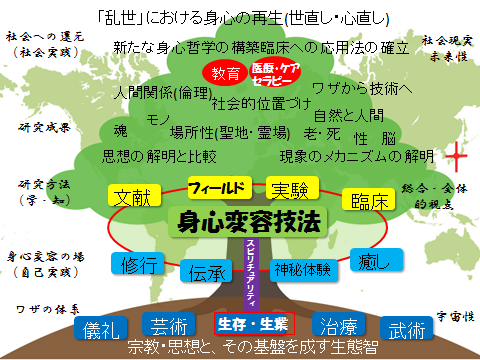 「乱世」における身心の再生(世直し・心直し)
社会への還元
（社会実践）
新たな身心哲学の構築
臨床への応用法の確立
社会現実
未来性
教育
医療・ケア
セラピー
人間関係(倫理)
社会的位置づけ
ワザから技術へ
モノ
自然と人間
研究成果
魂
場所性(聖地・霊場)
老・死
性
脳
思想の解明と比較
現象のメカニズムの解明
研究方法
（学・知）
文献
フィールド
実験
臨床
総合・全体
的視点
身心変容技法
スピリチュアリティ
身心変容の場
（自己実践）
修行
伝承
神秘体験
癒し
ワザの体系
宇宙性
儀礼
芸術
生存・生業
治療
武術
宗教・思想と、その基盤を成す生態智